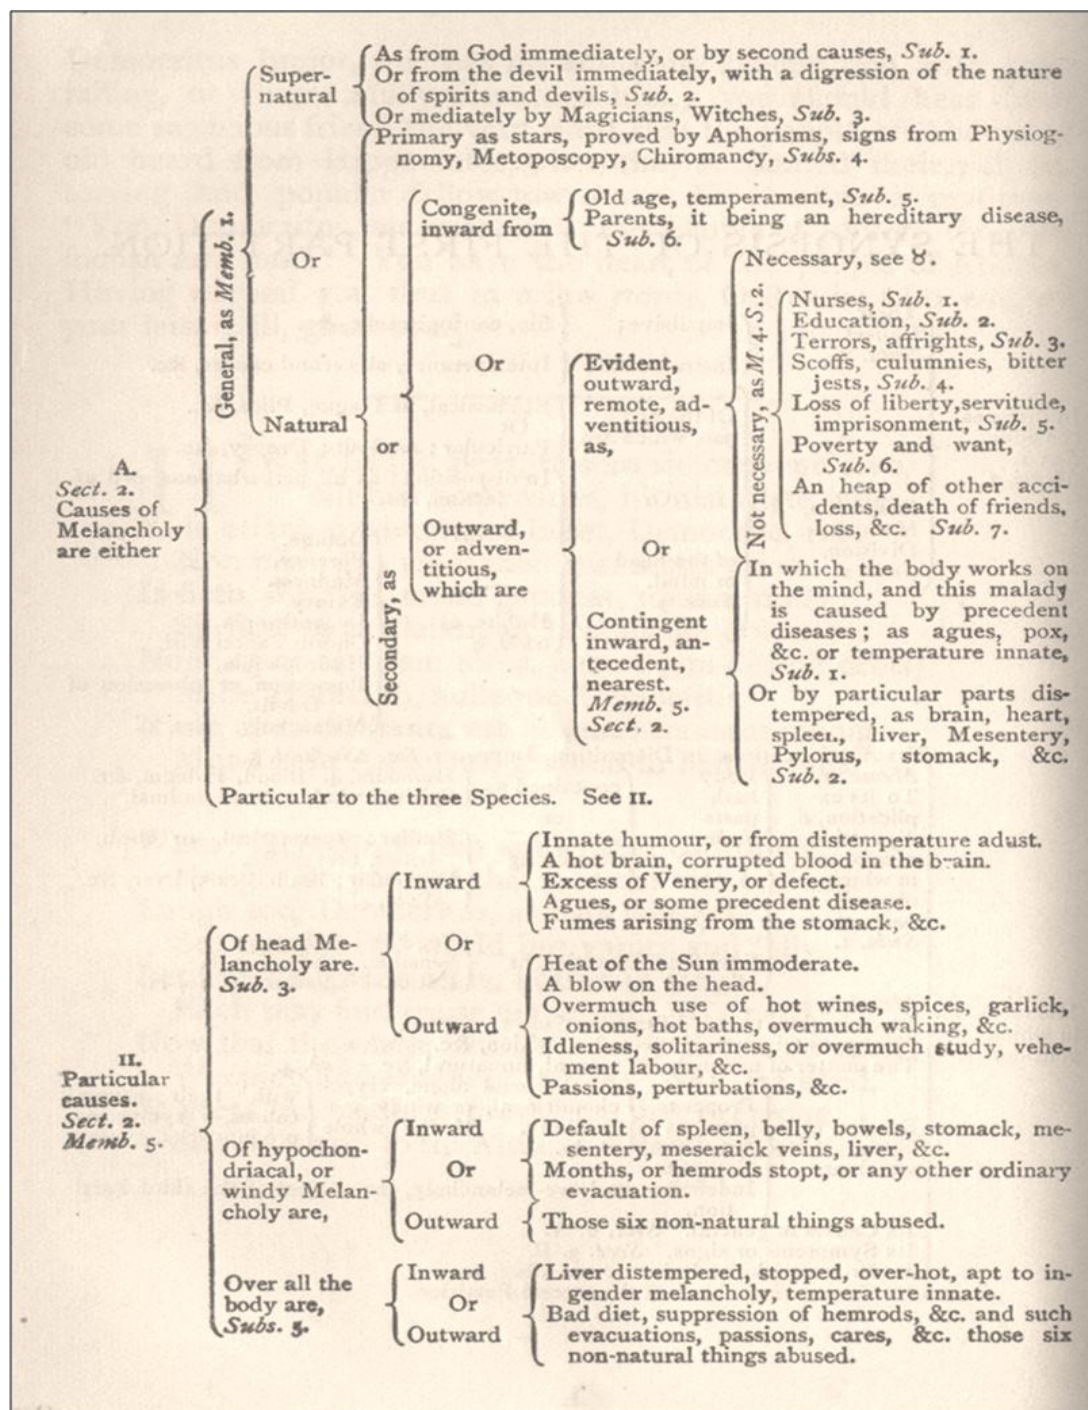 As from God immediately, or by second causes, Sub. 1.
Or from the devil immediately, with a digression of the nature
of spirits and devils, Sub. 2.
Or mediately by Magicians, Witches, Sub. 3.
Super-
natural
Or
Natural
Primary as stars, proved by Aphorisms, signs from Physiog-
nomy, Metoposcopy, Chiromancy, Subs. 4.
General, as Memb. 1.
Congenite,
inward from
Old age, temperament, Sub. 5.
Parents, it being an hereditary disease,
Sub. 6.
Or
or
Secondary, as
Outward,
or adven-
titious,
which are
Evident,
outward,
remote, ad-
ventitious,
as,
Necessary, see ♉.
Not necessary, as M. 4. S. 2.
Nurses, Sub. 1.
Education, Sub. 2.
Terrors, affrights, Sub. 3.
Scoffs, culumnies, bitter
jests, Sub. 4.
Loss of liberty, servitude,
imprisonment, Sub. 5.
Poverty and want,
Sub. 6.
An heap of other acci-
dents, death of friends,
loss, &c. Sub. 7.
Or
Contingent
inward, an-
tecedent,
nearest.
Memb. 5.
Sect. 2.
In which the body works on
the mind, and this malady
is caused by precedent
diseases; as agues, pox,
&c. or temperature innate,
Sub. 1.
Or by particular parts dis-
tempered, as brain, heart,
spleen, liver, Mesentery,
Pylorus, stomack, &c.
Sub. 2.
A.
Sect. 2.
Causes of
Melancholy
are either
Particular to the three Species. See II.
II.
Particular
causes.
Sect. 2.
Memb. 5.
Of head Me-
lancholy are.
Sub. 3.
Inward
Innate humour, or from distemperature adust.
A hot brain, corrupted blood in the brain.
Excess of Venery, or defect.
Agues, or some precedent disease.
Fumes arising from the stomack, &c.
Or
Outward
Heat of the Sun immoderate.
A blow on the head.
Overmuch use of hot wines, spices, garlick,
onions, hot baths, overmuch waking, &c.
Idleness, solitariness, or overmuch study, vehe-
ment labour, &c.
Passions, perturbations, &c.
Of hypochon-
driacal, or
windy Melan-
choly are,
Inward
Default of spleen, belly, bowels, stomack, me-
sentery, meseraick veins, liver, &c.
Months, or hemrods stopt, or any other ordinary
evacuation.
Or
Outward
Those six non-natural things abused.
Over all the
body are,
Subs. 5.
Inward
Liver distempered, stopped, over-hot, apt to in-
gender melancholy, temperature innate.
Or
Outward
Bad diet, suppression of hemrods, &c. and such
evacuations, passions, cares, &c. those six
non-natural things abused.